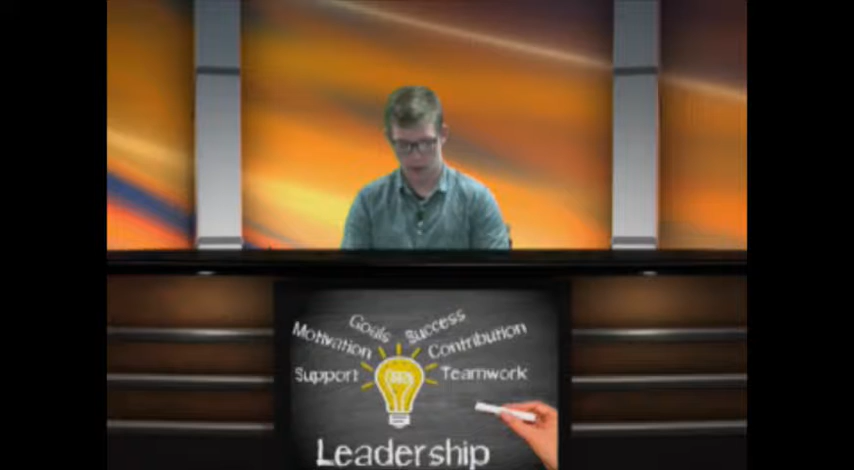 Goals Success
Motivation Contribution
Support Teamwork
Leadership